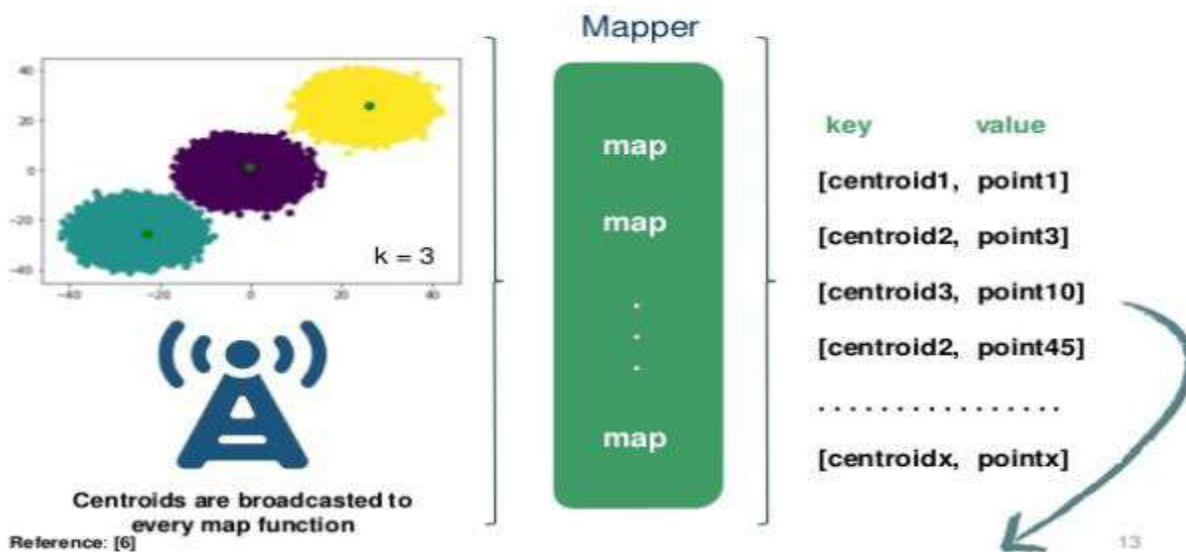 Mapper
40
20
0
−20
−40
−40
−20
0
20
40
k = 3
Centroids are broadcasted to
every map function
map
map
.
.
.
map
key value
[centroid1, point1]
[centroid2, point3]
[centroid3, point10]
[centroid2, point45]
. . . . . . . . . . . . . . . . .
[centroidx, pointx]
Reference: [6]
13